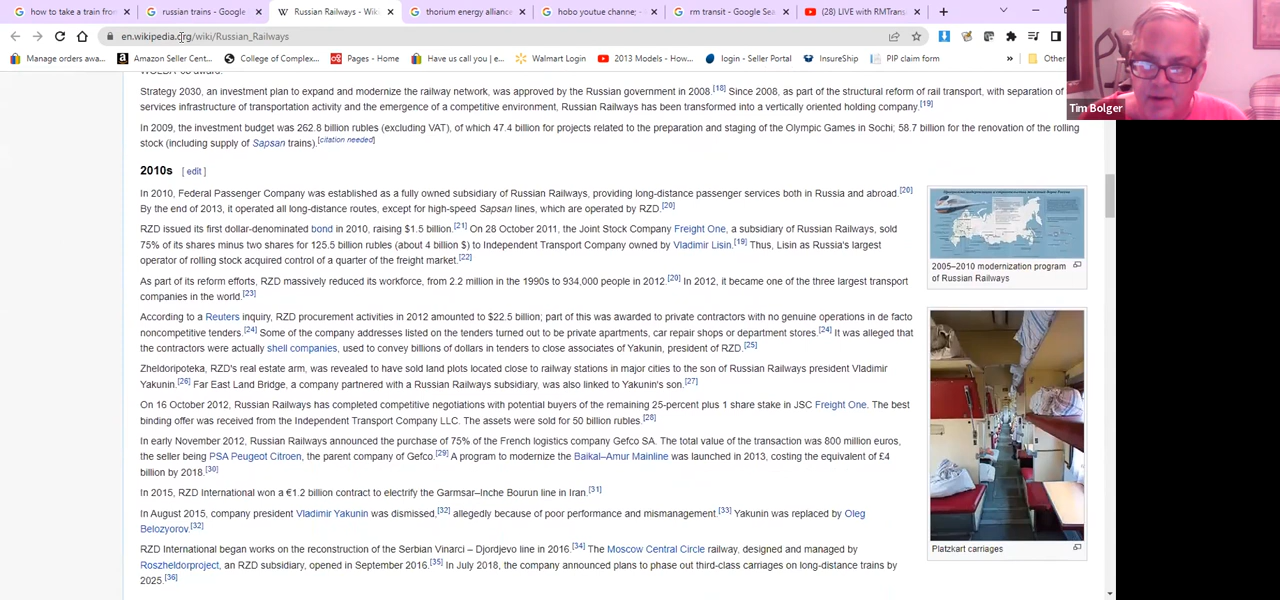 how to take a train from
russian trains - Google
Russian Railways - Wiki
thorium energy alliance
hobo youtue channe; -
rm transit - Google Sea
(28) LIVE with RMTrans
en.wikipedia.org/wiki/Russian_Railways
Manage orders awa...
Amazon Seller Cent...
College of Complex...
Pages - Home
Have us call you | e...
Walmart Login
2013 Models - How...
login - Seller Portal
InsureShip
PIP claim form
»
Other
Tim Bolger
Strategy 2030, an investment plan to expand and modernize the railway network, was approved by the Russian government in 2008.[18] Since 2008, as part of the structural reform of rail transport, with separation of
services infrastructure of transportation activity and the emergence of a competitive environment, Russian Railways has been transformed into a vertically oriented holding company.[19]
In 2009, the investment budget was 262.8 billion rubles (excluding VAT), of which 47.4 billion for projects related to the preparation and staging of the Olympic Games in Sochi; 58.7 billion for the renovation of the rolling
stock (including supply of Sapsan trains).[citation needed]
2010s [ edit ]
In 2010, Federal Passenger Company was established as a fully owned subsidiary of Russian Railways, providing long-distance passenger services both in Russia and abroad.[20]
By the end of 2013, it operated all long-distance routes, except for high-speed Sapsan lines, which are operated by RZD.[20]
RZD issued its first dollar-denominated bond in 2010, raising $1.5 billion.[21] On 28 October 2011, the Joint Stock Company Freight One, a subsidiary of Russian Railways, sold
75% of its shares minus two shares for 125.5 billion rubles (about 4 billion $) to Independent Transport Company owned by Vladimir Lisin.[19] Thus, Lisin as Russia's largest
operator of rolling stock acquired control of a quarter of the freight market.[22]
As part of its reform efforts, RZD massively reduced its workforce, from 2.2 million in the 1990s to 934,000 people in 2012.[20] In 2012, it became one of the three largest transport
companies in the world.[23]
According to a Reuters inquiry, RZD procurement activities in 2012 amounted to $22.5 billion; part of this was awarded to private contractors with no genuine operations in de facto
noncompetitive tenders.[24] Some of the company addresses listed on the tenders turned out to be private apartments, car repair shops or department stores.[24] It was alleged that
the contractors were actually shell companies, used to convey billions of dollars in tenders to close associates of Yakunin, president of RZD.[25]
Zheldoripoteka, RZD's real estate arm, was revealed to have sold land plots located close to railway stations in major cities to the son of Russian Railways president Vladimir
Yakunin.[26] Far East Land Bridge, a company partnered with a Russian Railways subsidiary, was also linked to Yakunin's son.[27]
On 16 October 2012, Russian Railways has completed competitive negotiations with potential buyers of the remaining 25-percent plus 1 share stake in JSC Freight One. The best
binding offer was received from the Independent Transport Company LLC. The assets were sold for 50 billion rubles.[28]
In early November 2012, Russian Railways announced the purchase of 75% of the French logistics company Gefco SA. The total value of the transaction was 800 million euros,
the seller being PSA Peugeot Citroen, the parent company of Gefco.[29] A program to modernize the Baikal–Amur Mainline was launched in 2013, costing the equivalent of £4
billion by 2018.[30]
In 2015, RZD International won a €1.2 billion contract to electrify the Garmsar–Inche Bourun line in Iran.[31]
In August 2015, company president Vladimir Yakunin was dismissed,[32] allegedly because of poor performance and mismanagement.[33] Yakunin was replaced by Oleg
Belozyorov.[32]
RZD International began works on the reconstruction of the Serbian Vinarci – Djordjevo line in 2016.[34] The Moscow Central Circle railway, designed and managed by
Roszheldorproject, an RZD subsidiary, opened in September 2016.[35] In July 2018, the company announced plans to phase out third-class carriages on long-distance trains by
2025.[36]
2005–2010 modernization program
of Russian Railways
Platzkart carriages